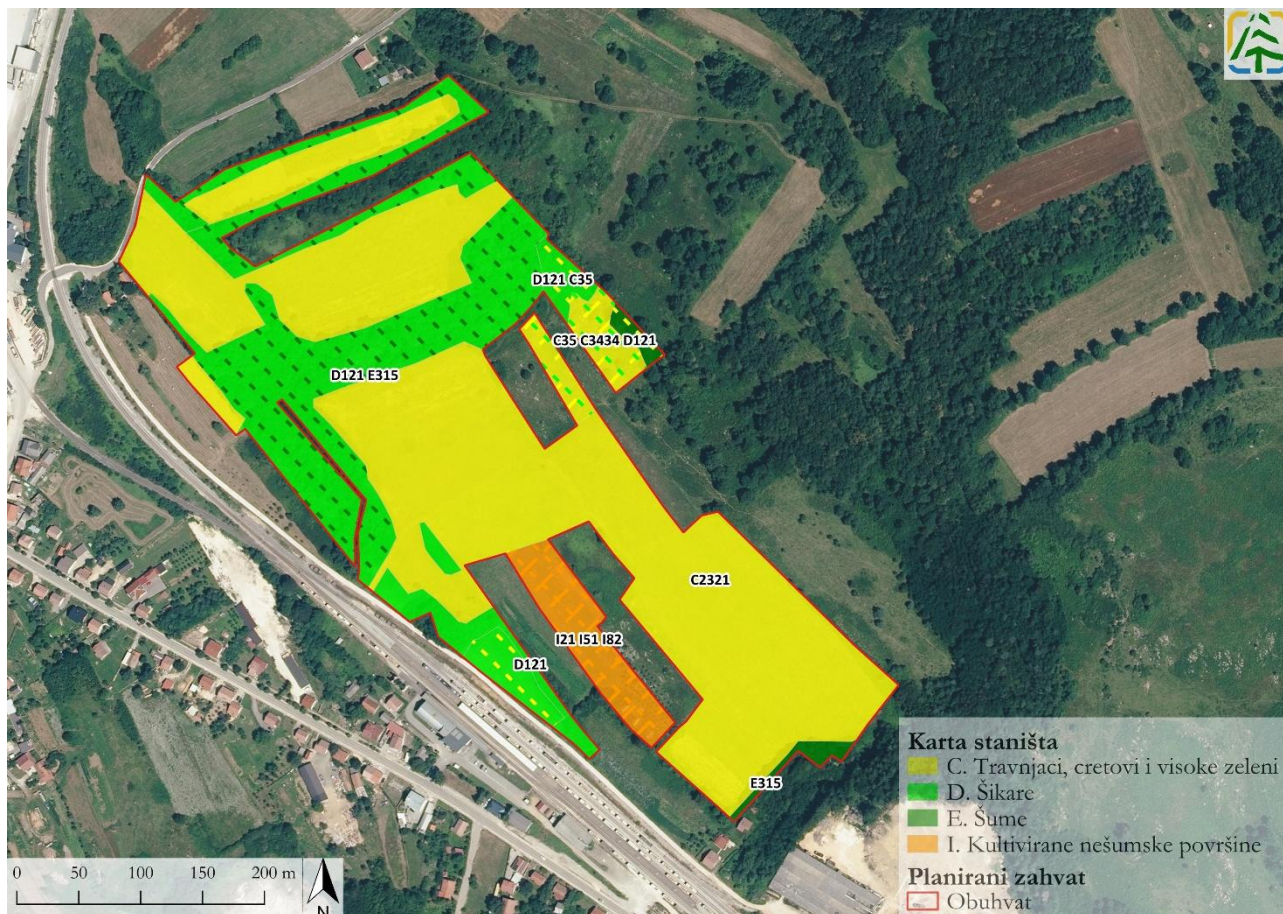 D121 C35
C35 C3434 D121
D121 E315
C2321
I21 I51 I82
D121
E315
Karta staništa
C. Travnjaci, cretovi i visoke zeleni
D. Šikare
E. Šume
I. Kultivirane nešumske površine
Planirani zahvat
Obuhvat
0 50 100 200 m
N